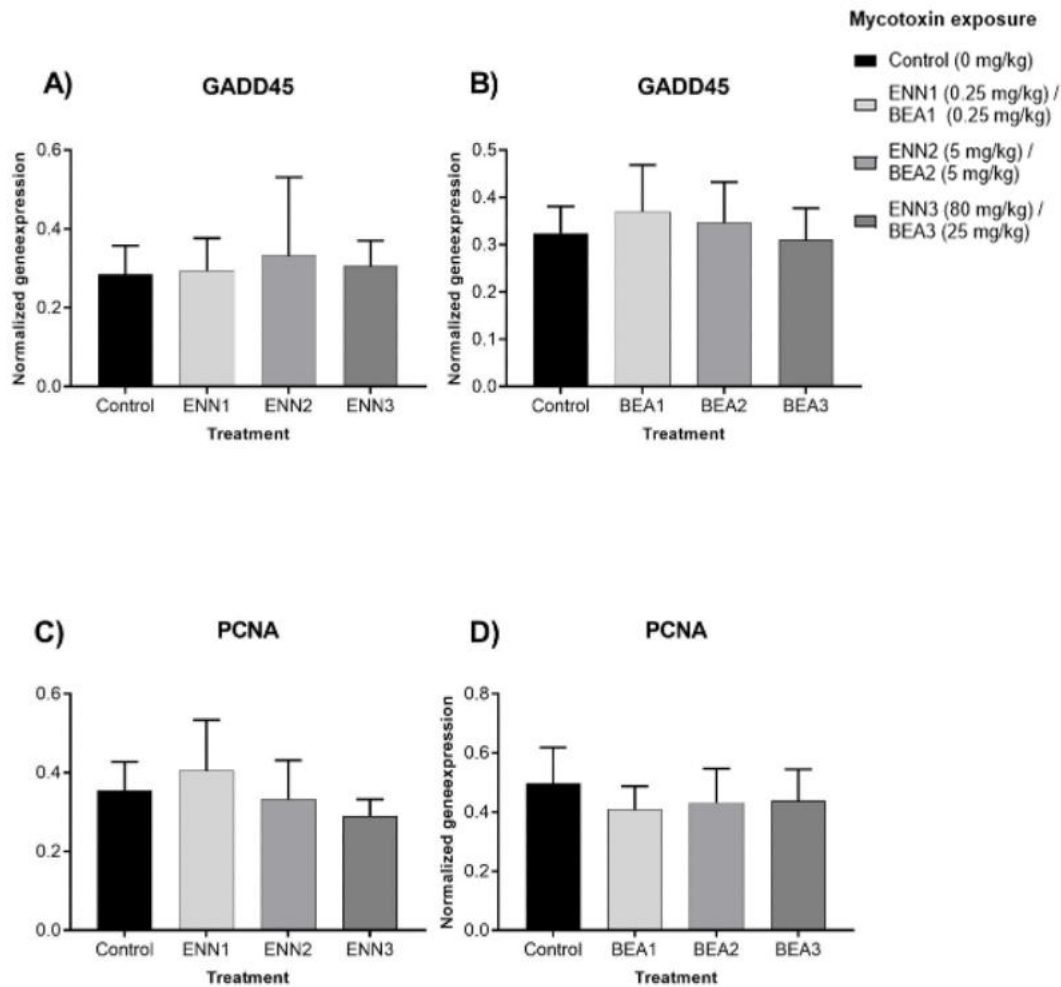 Mycotoxin exposure
Control (0 mg/kg)
ENN1 (0.25 mg/kg) /
BEA1 (0.25 mg/kg)
ENN2 (5 mg/kg) /
BEA2 (5 mg/kg)
ENN3 (80 mg/kg) /
BEA3 (25 mg/kg)
A)
GADD45
Normalized geneexpression
0.6
0.4
0.2
0.0
Control ENN1 ENN2 ENN3
Treatment
B)
GADD45
Normalized geneexpression
0.5
0.4
0.3
0.2
0.1
0.0
Control BEA1 BEA2 BEA3
Treatment
C)
PCNA
0.6
0.4
0.2
0.0
Control ENN1 ENN2 ENN3
Treatment
D)
PCNA
Normalized geneexpression
0.8
0.6
0.4
0.2
0.0
Control BEA1 BEA2 BEA3
Treatment